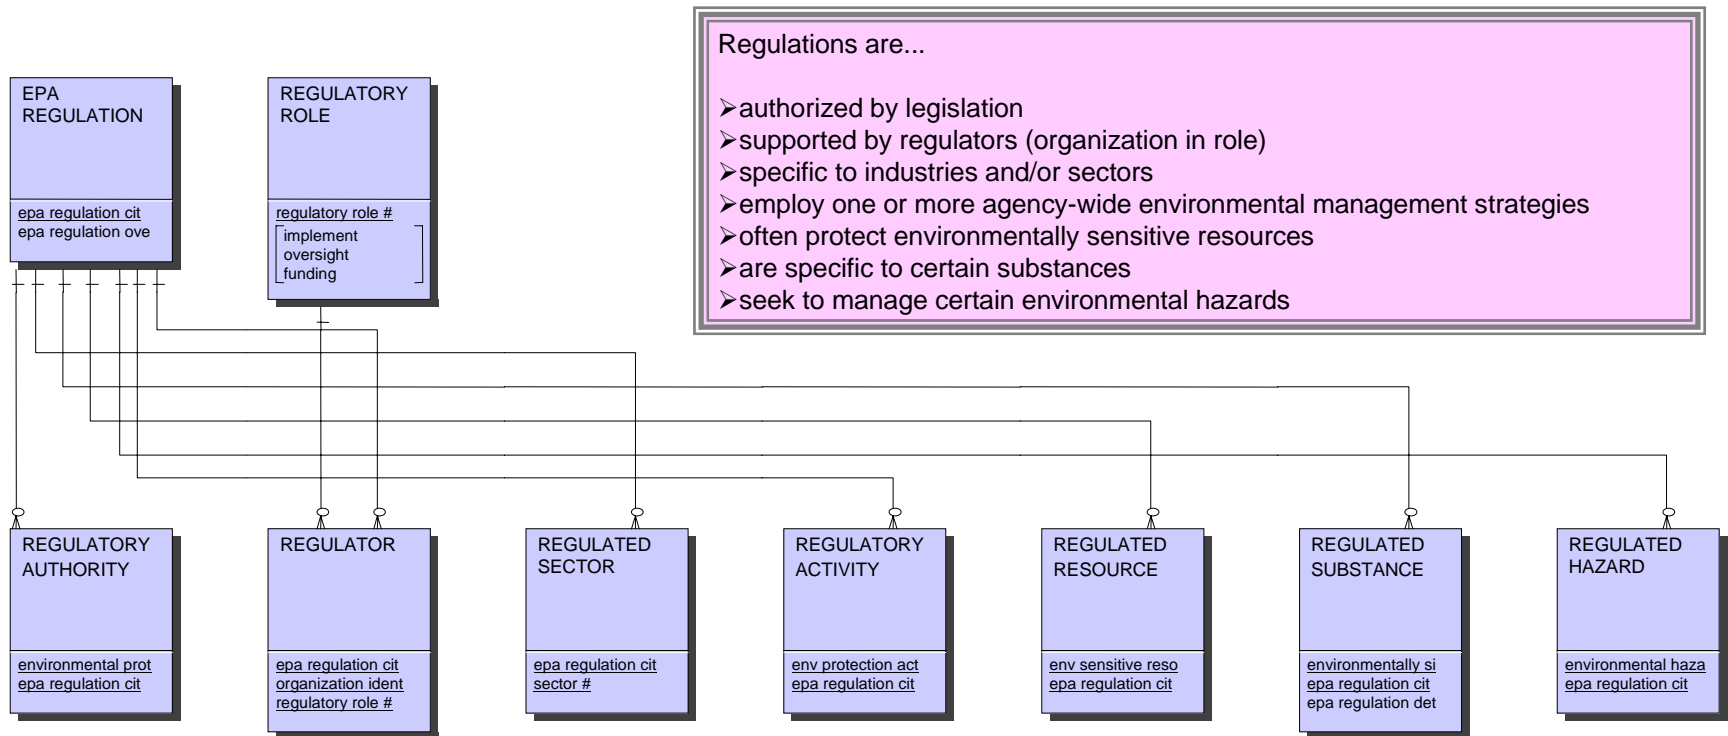 Regulations are...
➢authorized by legislation
➢supported by regulators (organization in role)
➢specific to industries and/or sectors
➢employ one or more agency-wide environmental management strategies
➢often protect environmentally sensitive resources
➢are specific to certain substances
➢seek to manage certain environmental hazards
EPA
REGULATION
epa regulation cit
epa regulation ove
REGULATORY
ROLE
regulatory role #
implement
oversight
funding
REGULATORY
AUTHORITY
environmental prot
epa regulation cit
REGULATOR
epa regulation cit
organization ident
regulatory role #
REGULATED
SECTOR
epa regulation cit
sector #
REGULATORY
ACTIVITY
env protection act
epa regulation cit
REGULATED
RESOURCE
env sensitive reso
epa regulation cit
REGULATED
SUBSTANCE
environmentally si
epa regulation cit
epa regulation det
REGULATED
HAZARD
environmental haza
epa regulation cit